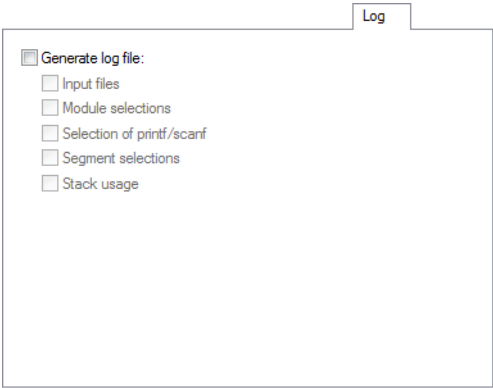 Log
Generate log file:
Input files
Module selections
Selection of printf/scanf
Segment selections
Stack usage